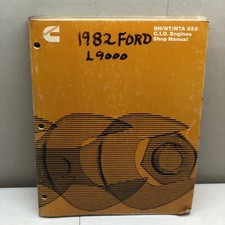 NH/NT/NTA 855
C.I.D. Engines
Shop Manual
1982 FORD
L9000